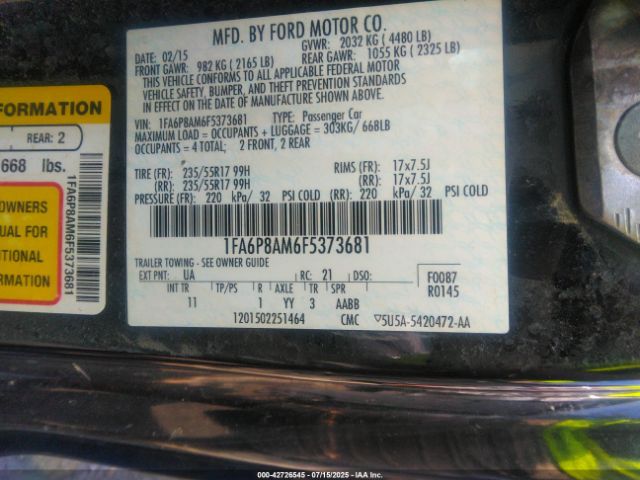 MFD. BY FORD MOTOR CO.
DATE: 02/15 GVWR: 2032 KG ( 4480 LB)
FRONT GAWR: 982 KG ( 2165 LB) REAR GAWR: 1055 KG ( 2325 LB)
THIS VEHICLE CONFORMS TO ALL APPLICABLE FEDERAL MOTOR
VEHICLE SAFETY, BUMPER, AND THEFT PREVENTION STANDARDS
IN EFFECT ON THE DATE OF MANUFACTURE SHOWN ABOVE.
VIN: 1FA6P8AM6F5373681 TYPE: Passenger Car
MAXIMUM LOAD = OCCUPANTS + LUGGAGE = 303KG/ 668LB
OCCUPANTS = 4 TOTAL; 2 FRONT, 2 REAR
TIRE (FR): 235/55R17 99H RIMS (FR): 17x7.5J
(RR): 235/55R17 99H (RR): 17x7.5J
PRESSURE (FR): 220 kPa/ 32 PSI COLD (RR): 220 kPa/ 32 PSI COLD
1FA6P8AM6F5373681
TRAILER TOWING - SEE OWNER GUIDE
EXT PNT: UA RC: 21 DSO:
INT TR TP/PS R AXLE TR SPR
11 1 YY 3 AABB
F0087
R0145
1201502251464 CMC ▽5U5A-5420472-AA
FORMATION
REAR: 2
668 lbs.
OWNERS
UAL FOR
DITIONAL
TION
1FA6P8AM6F5373681
000-42726545 - 07/15/2025 - IAA Inc.